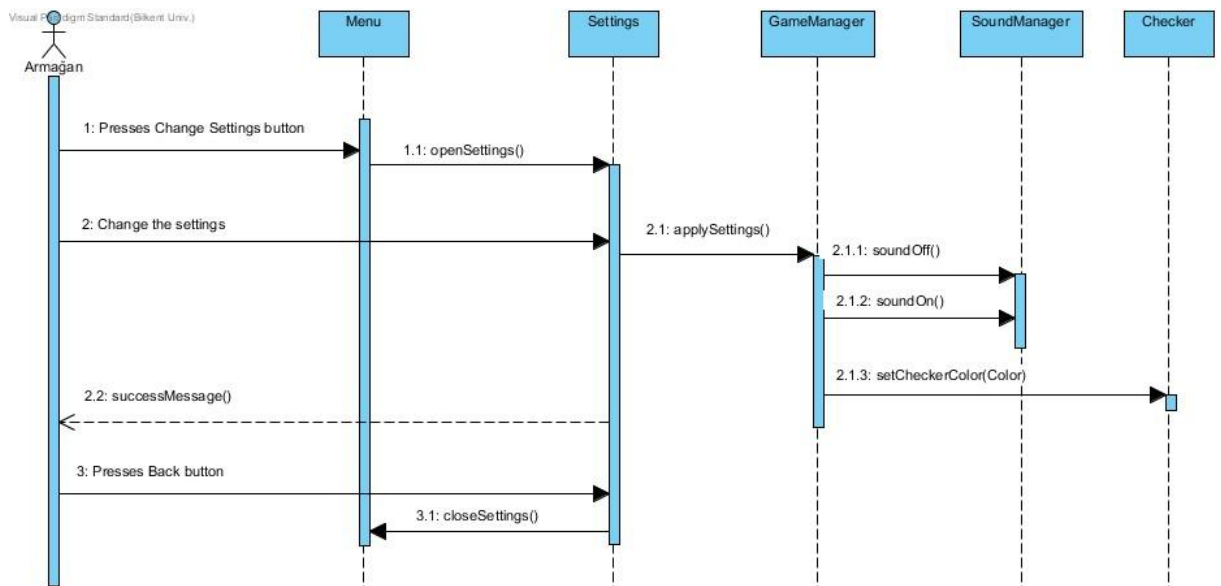 Visual Paradigm Standard(Bilkent Univ.)
Armağan
Menu
Settings
GameManager
SoundManager
Checker
1: Presses Change Settings button
1.1: openSettings()
2: Change the settings
2.1: applySettings()
2.1.1: soundOff()
2.1.2: soundOn()
2.1.3: setCheckerColor(Color)
2.2: successMessage()
3: Presses Back button
3.1: closeSettings()